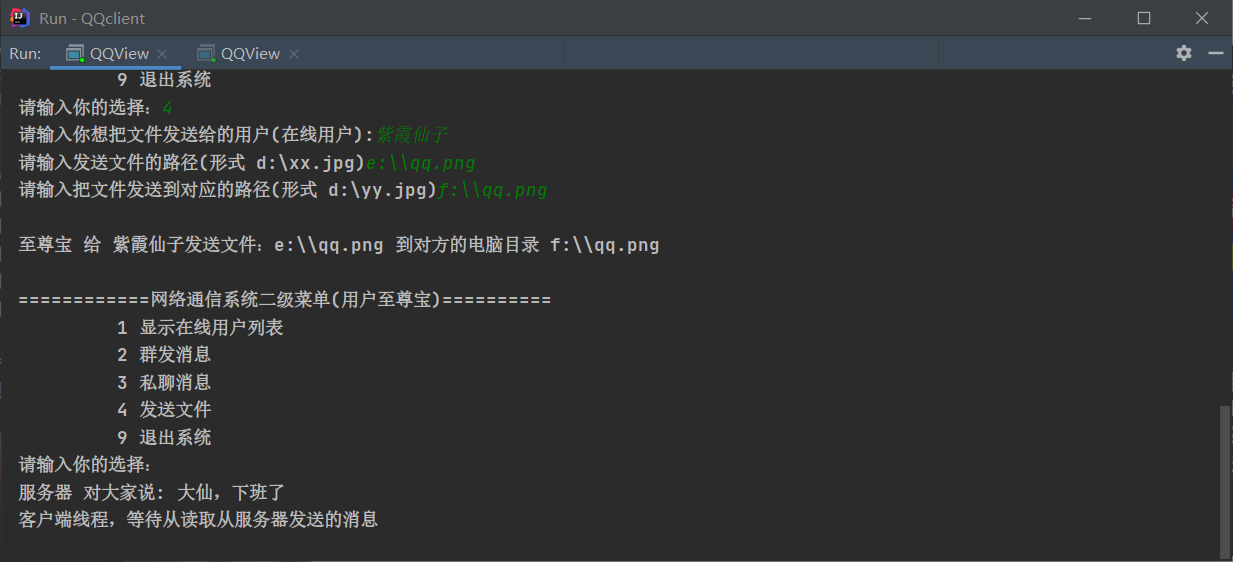 Run - QQclient
Run: QQView QQView
9 退出系统
请输入你的选择：4
请输入你想把文件发送给的用户(在线用户):紫霞仙子
请输入发送文件的路径(形式 d:\xx.jpg)e:\\qq.png
请输入把文件发送到对应的路径(形式 d:\yy.jpg)f:\\qq.png
至尊宝 给 紫霞仙子发送文件：e:\\qq.png 到对方的电脑目录 f:\\qq.png
============网络通信系统二级菜单(用户至尊宝)==========
1 显示在线用户列表
2 群发消息
3 私聊消息
4 发送文件
9 退出系统
请输入你的选择：
服务器 对大家说: 大仙，下班了
客户端线程，等待从读取从服务器发送的消息